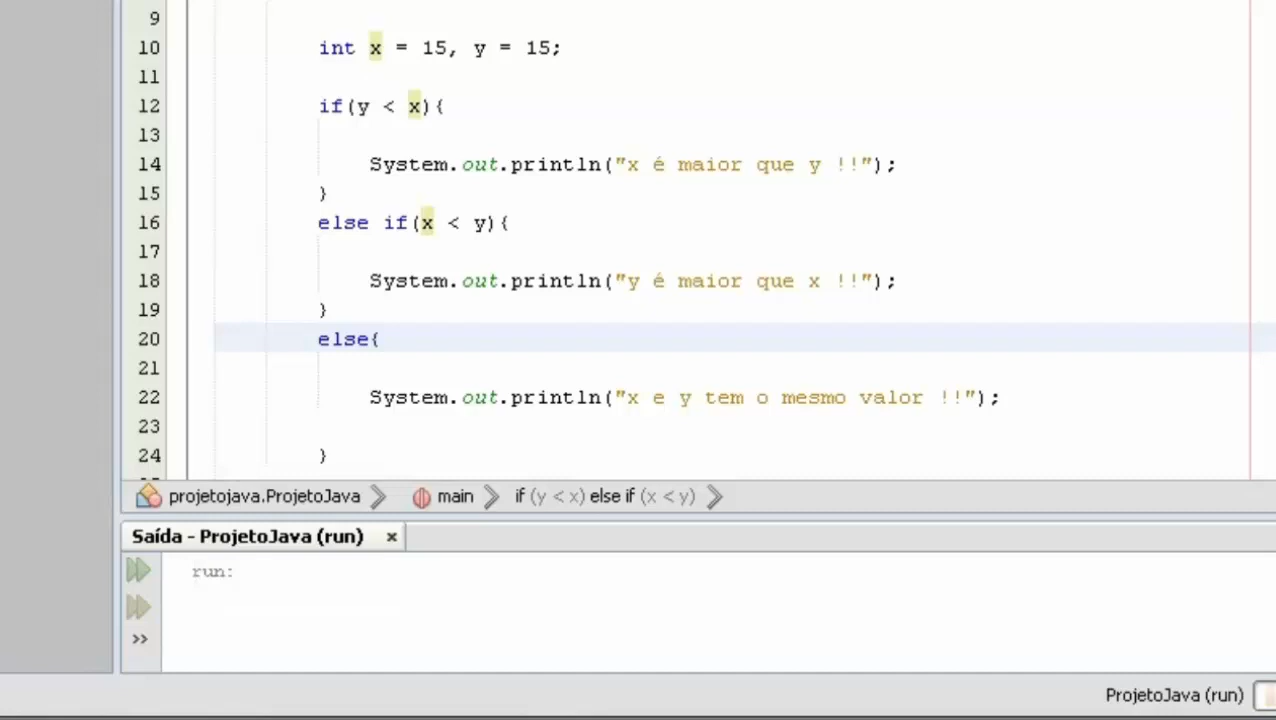 9
10 int x = 15, y = 15;
11
12 if(y < x){
13
14 System.out.println("x é maior que y !!");
15 }
16 else if(x < y){
17
18 System.out.println("y é maior que x !!");
19 }
20 else{
21
22 System.out.println("x e y tem o mesmo valor !!");
23
24 }
projetojava.ProjetoJava main if (y < x) else if (x < y)
Saída - ProjetoJava (run) ×
run:
>>
ProjetoJava (run)